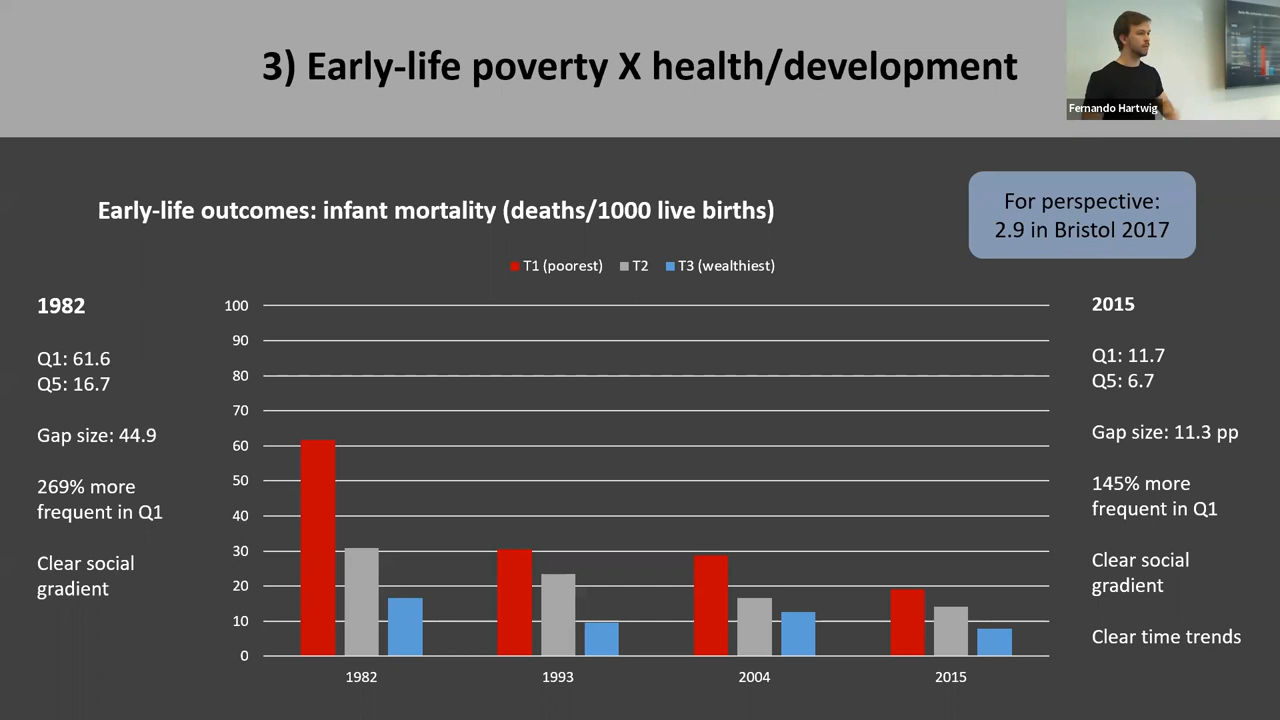 3) Early-life poverty X health/development
Fernando Hartwig
Early-life outcomes: infant mortality (deaths/1000 live births)
For perspective:
2.9 in Bristol 2017
T1 (poorest) T2 T3 (wealthiest)
1982
Q1: 61.6
Q5: 16.7
Gap size: 44.9
269% more
frequent in Q1
Clear social
gradient
100
90
80
70
60
50
40
30
20
10
0
1982 1993 2004 2015
2015
Q1: 11.7
Q5: 6.7
Gap size: 11.3 pp
145% more
frequent in Q1
Clear social
gradient
Clear time trends